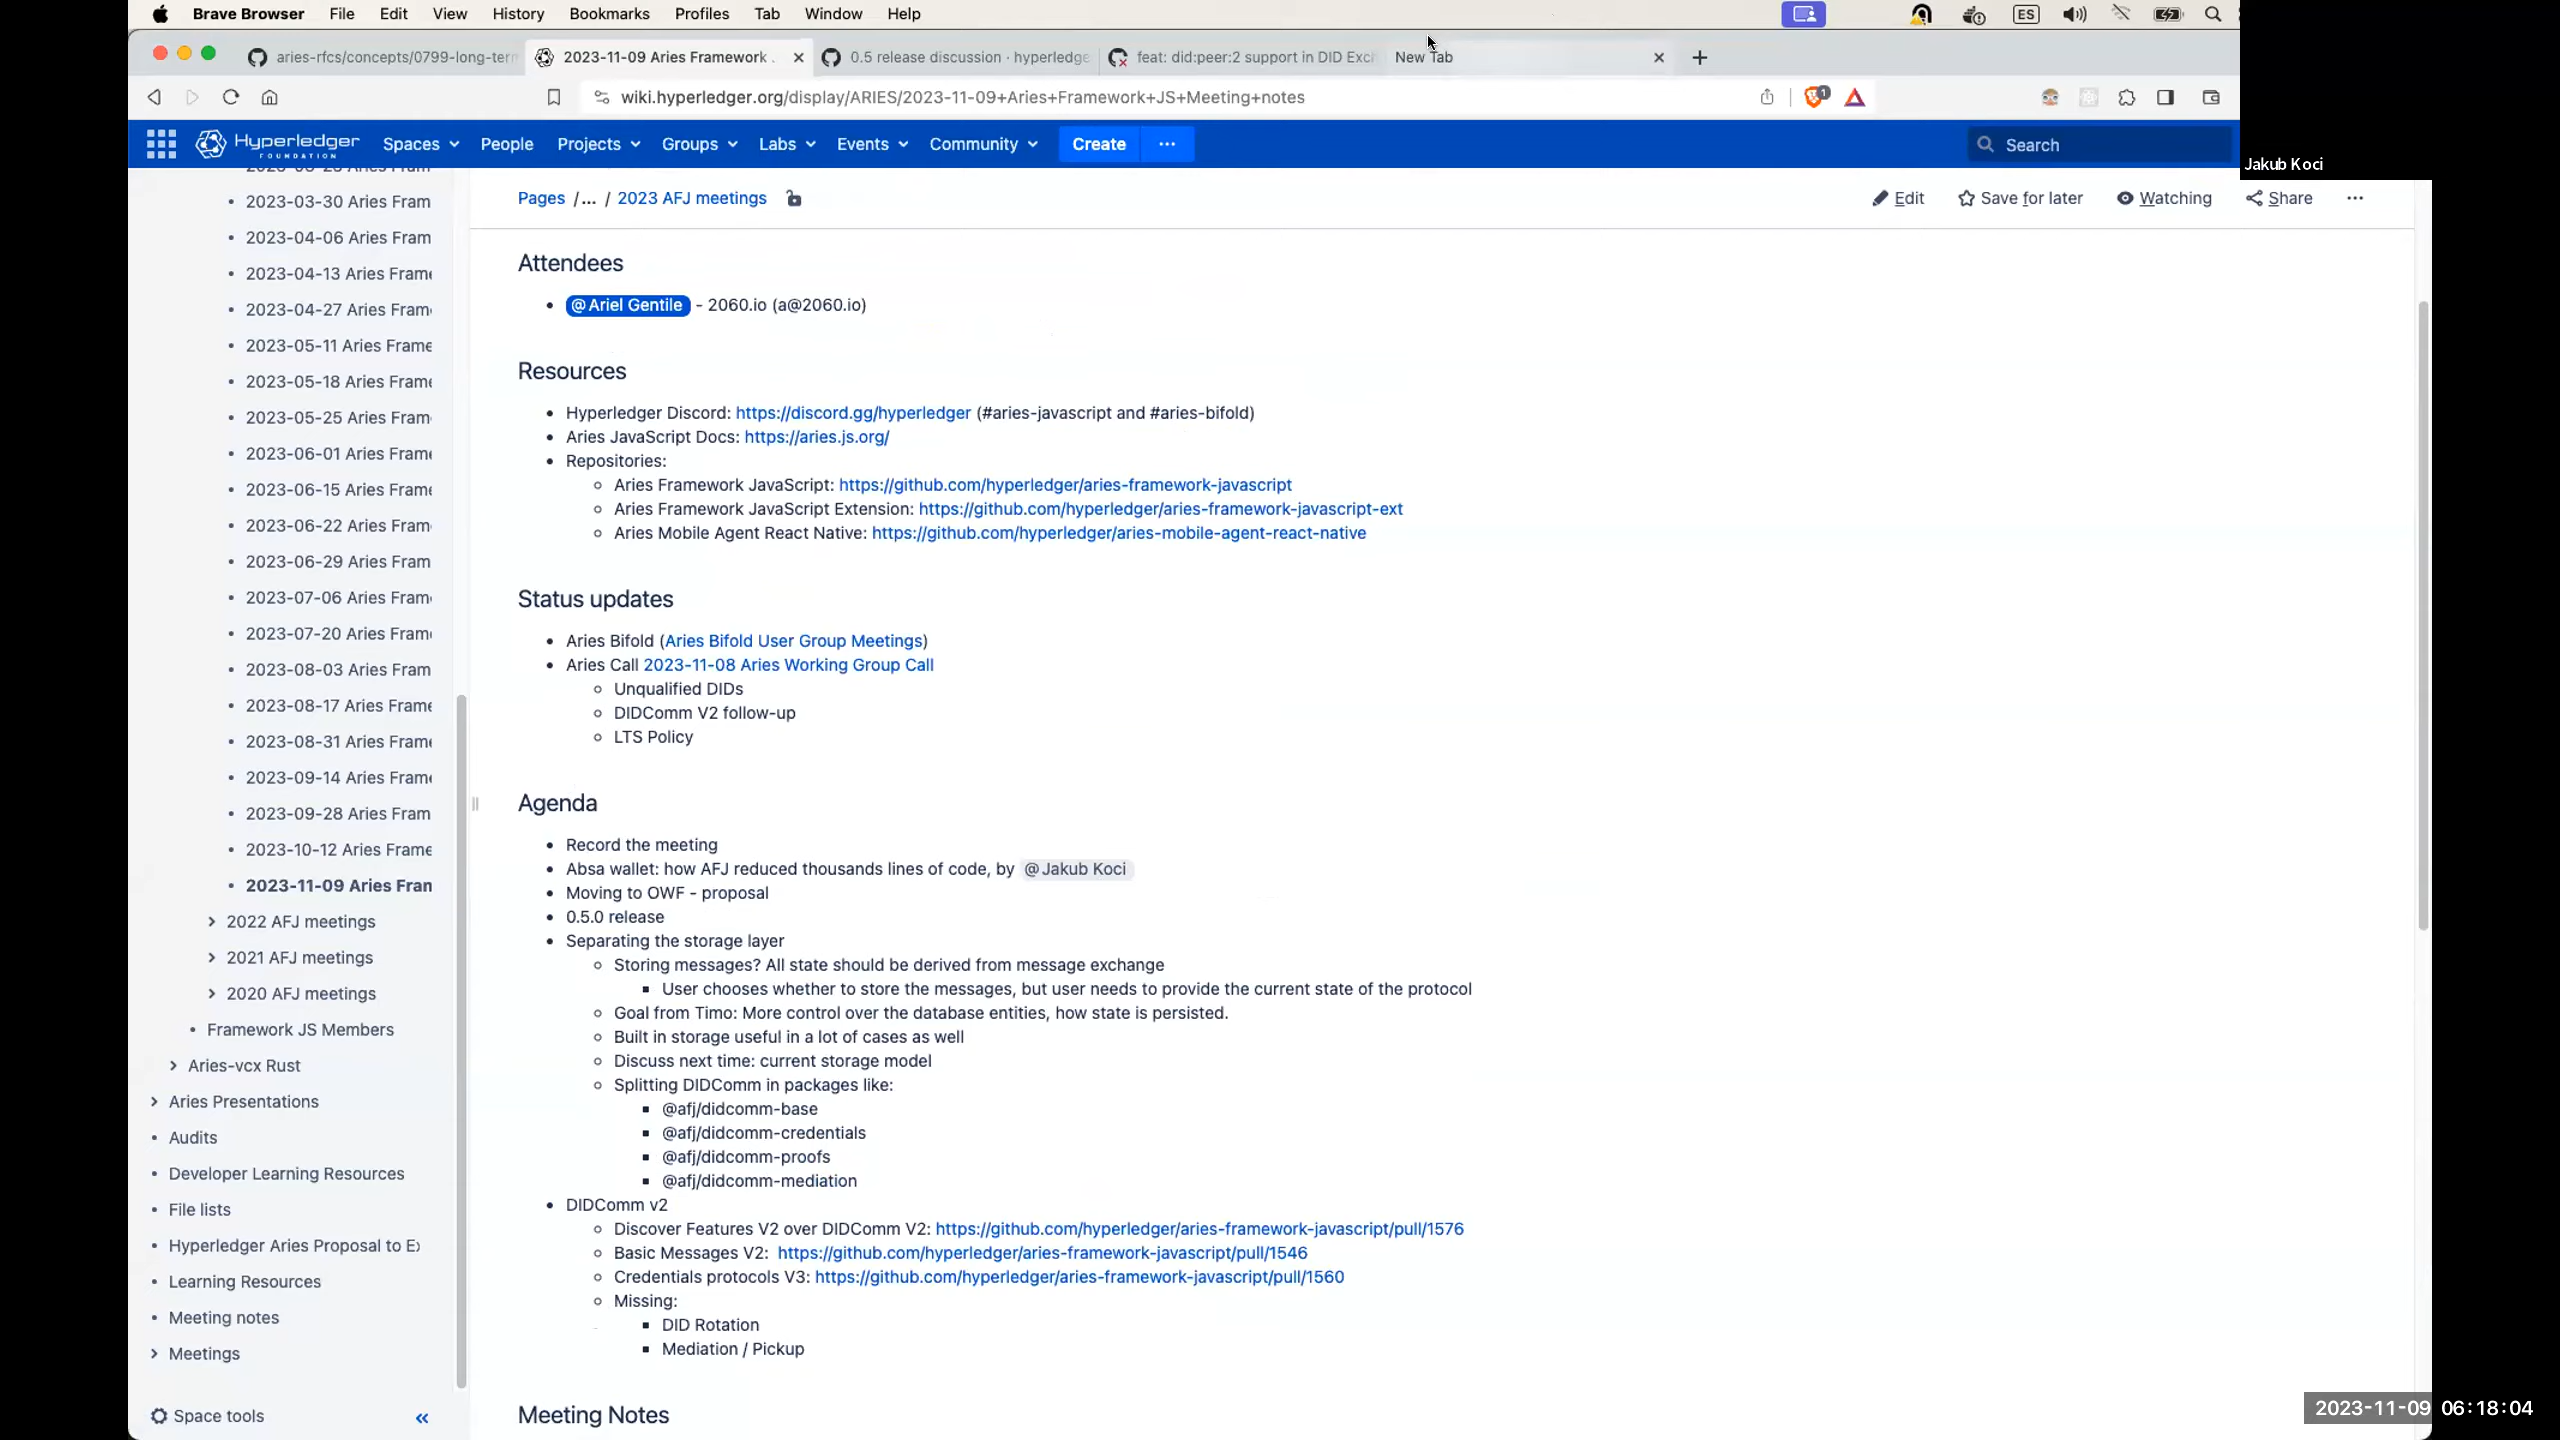 Brave Browser File Edit View History Bookmarks Profiles Tab Window Help ES
aries-rfcs/concepts/0799-long-term 2023-11-09 Aries Framework 0.5 release discussion · hyperledge feat: did:peer:2 support in DID Exch New Tab
wiki.hyperledger.org/display/ARIES/2023-11-09+Aries+Framework+JS+Meeting+notes 1
Hyperledger FOUNDATION Spaces People Projects Groups Labs Events Community Create ··· Search
Jakub Koci
2023-03-30 Aries Fram
2023-04-06 Aries Fram
2023-04-13 Aries Frame
2023-04-27 Aries Fram
2023-05-11 Aries Frame
2023-05-18 Aries Frame
2023-05-25 Aries Fram
2023-06-01 Aries Frame
2023-06-15 Aries Frame
2023-06-22 Aries Fram
2023-06-29 Aries Fram
2023-07-06 Aries Fram
2023-07-20 Aries Fram
2023-08-03 Aries Fram
2023-08-17 Aries Frame
2023-08-31 Aries Frame
2023-09-14 Aries Frame
2023-09-28 Aries Fram
2023-10-12 Aries Frame
2023-11-09 Aries Fran
2022 AFJ meetings
2021 AFJ meetings
2020 AFJ meetings
Framework JS Members
Aries-vcx Rust
Aries Presentations
Audits
Developer Learning Resources
File lists
Hyperledger Aries Proposal to Ex
Learning Resources
Meeting notes
Meetings
Space tools «
Pages /... / 2023 AFJ meetings Edit Save for later Watching Share ···
Attendees
@Ariel Gentile - 2060.io (a@2060.io)
Resources
Hyperledger Discord: https://discord.gg/hyperledger (#aries-javascript and #aries-bifold)
Aries JavaScript Docs: https://aries.js.org/
Repositories:
Aries Framework JavaScript: https://github.com/hyperledger/aries-framework-javascript
Aries Framework JavaScript Extension: https://github.com/hyperledger/aries-framework-javascript-ext
Aries Mobile Agent React Native: https://github.com/hyperledger/aries-mobile-agent-react-native
Status updates
Aries Bifold (Aries Bifold User Group Meetings)
Aries Call 2023-11-08 Aries Working Group Call
Unqualified DIDs
DIDComm V2 follow-up
LTS Policy
Agenda
Record the meeting
Absa wallet: how AFJ reduced thousands lines of code, by @Jakub Koci
Moving to OWF - proposal
0.5.0 release
Separating the storage layer
Storing messages? All state should be derived from message exchange
User chooses whether to store the messages, but user needs to provide the current state of the protocol
Goal from Timo: More control over the database entities, how state is persisted.
Built in storage useful in a lot of cases as well
Discuss next time: current storage model
Splitting DIDComm in packages like:
@afj/didcomm-base
@afj/didcomm-credentials
@afj/didcomm-proofs
@afj/didcomm-mediation
DIDComm v2
Discover Features V2 over DIDComm V2: https://github.com/hyperledger/aries-framework-javascript/pull/1576
Basic Messages V2: https://github.com/hyperledger/aries-framework-javascript/pull/1546
Credentials protocols V3: https://github.com/hyperledger/aries-framework-javascript/pull/1560
Missing:
DID Rotation
Mediation / Pickup
Meeting Notes
2023-11-09 06:18:04